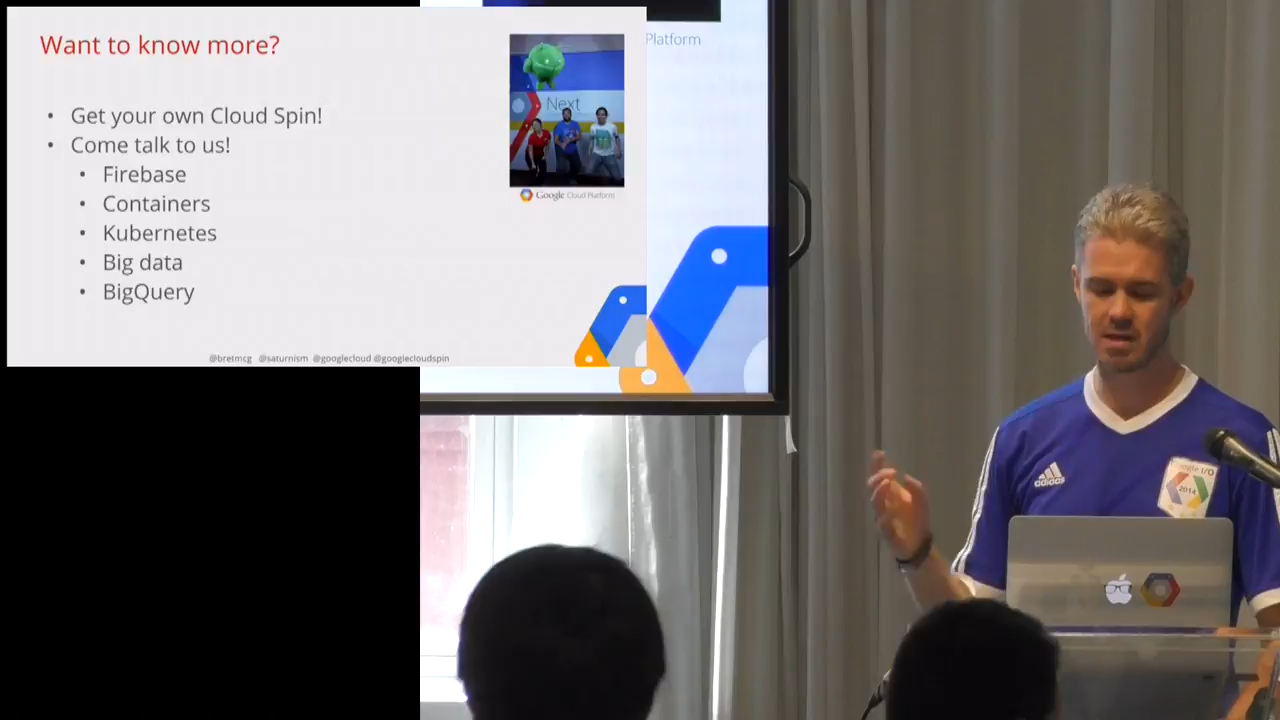 Want to know more?
Get your own Cloud Spin!
Come talk to us!
Firebase
Containers
Kubernetes
Big data
BigQuery
Next
Google Cloud Platform
@bretmcg @saturnism @googlecloud @googlecloudspin
Platform
adidas
Google I/O
2014